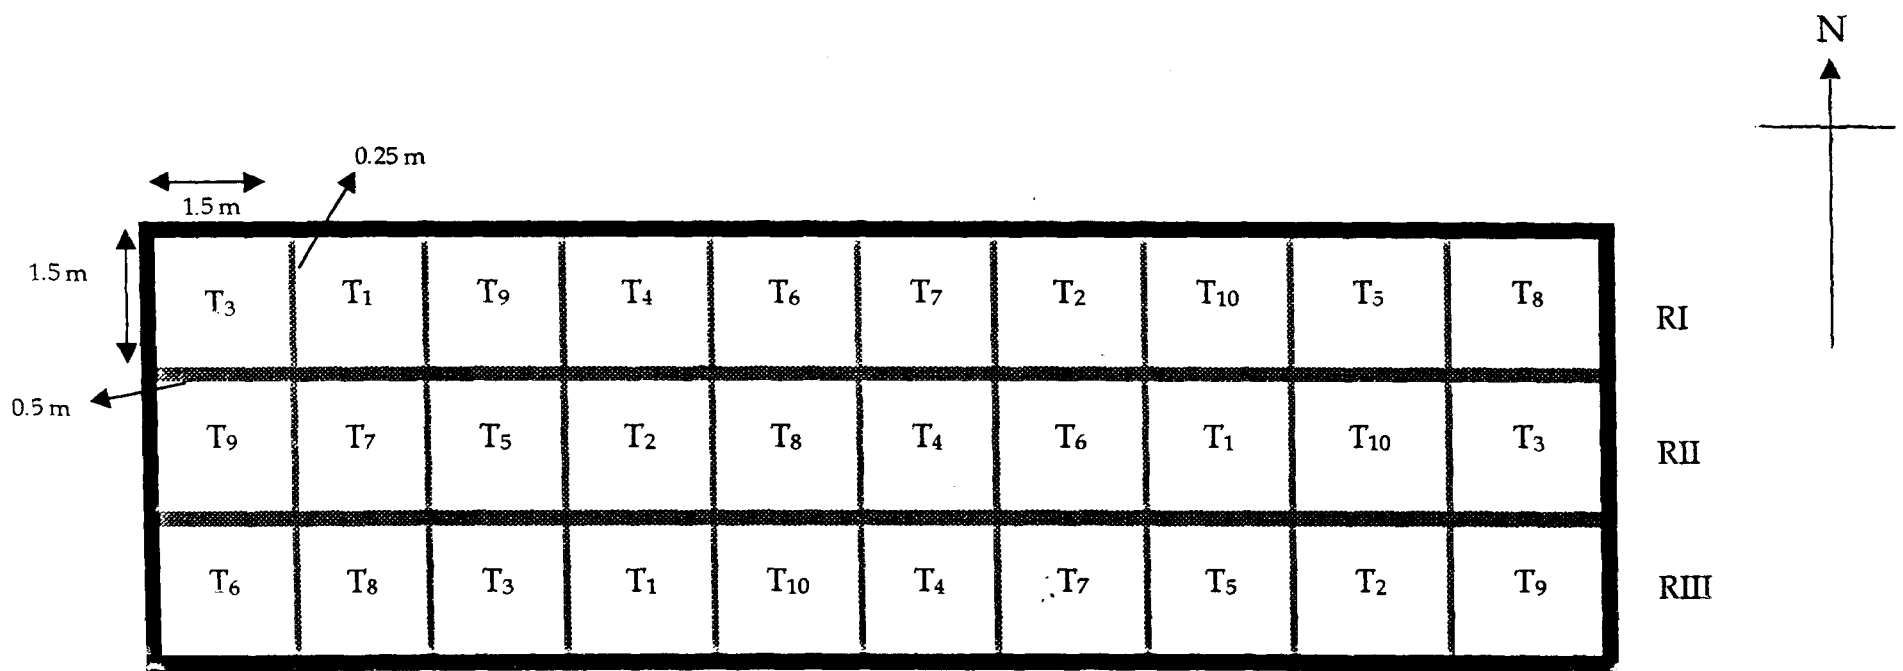 N
0.25 m
1.5 m
1.5 m
T3 T1 T9 T4 T6 T7 T2 T10 T5 T8 RI
0.5 m
T9 T7 T5 T2 T8 T4 T6 T1 T10 T3 RII
T6 T8 T3 T1 T10 T4 T7 T5 T2 T9 RIII